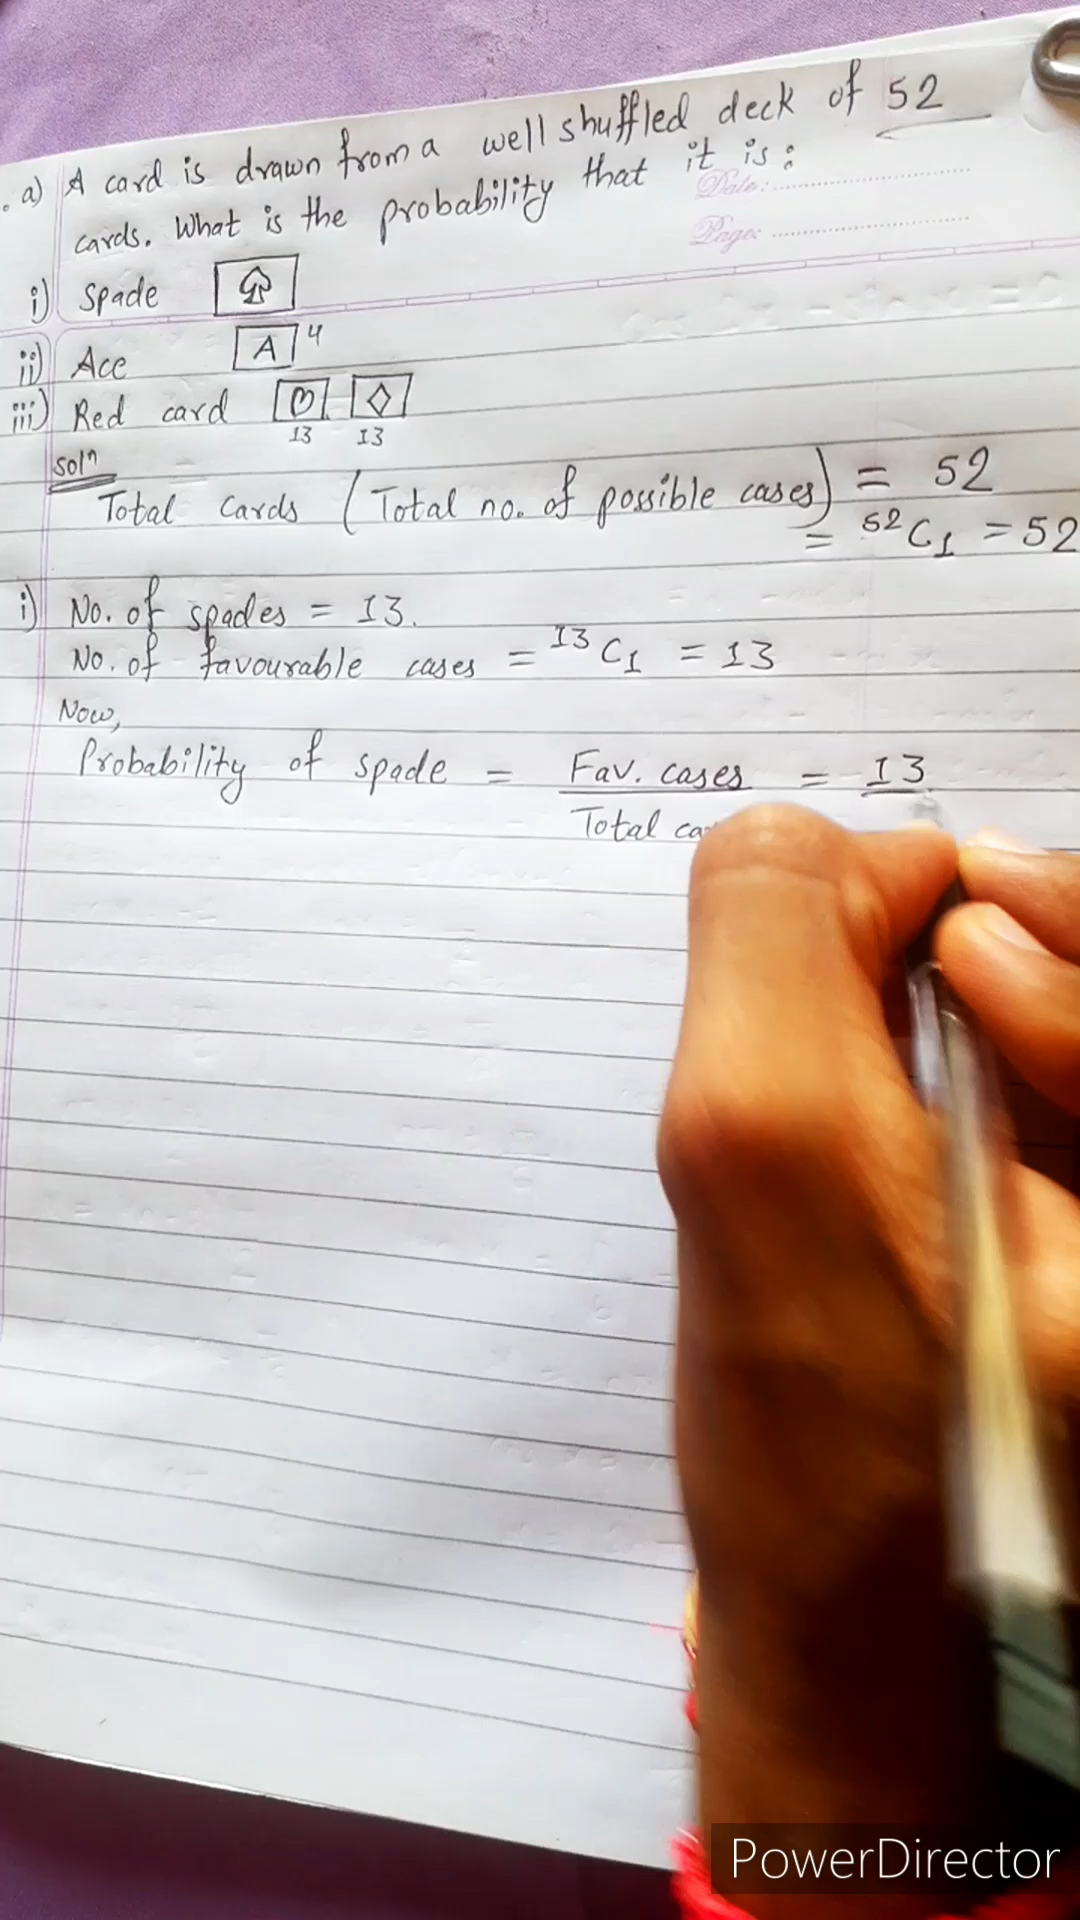 a) A card is drawn from a well shuffled deck of 52
cards. What is the probability that it is :
Date:
Page:
i) Spade
ii) Ace A 4
iii) Red card
13 13
Soln
Total Cards (Total no. of possible cases) = 52
= 52C1 = 52
i) No. of spades = 13.
No. of favourable cases = 13C1 = 13
Now,
Probability of spade = Fav. cases = 13
Total ca
PowerDirector